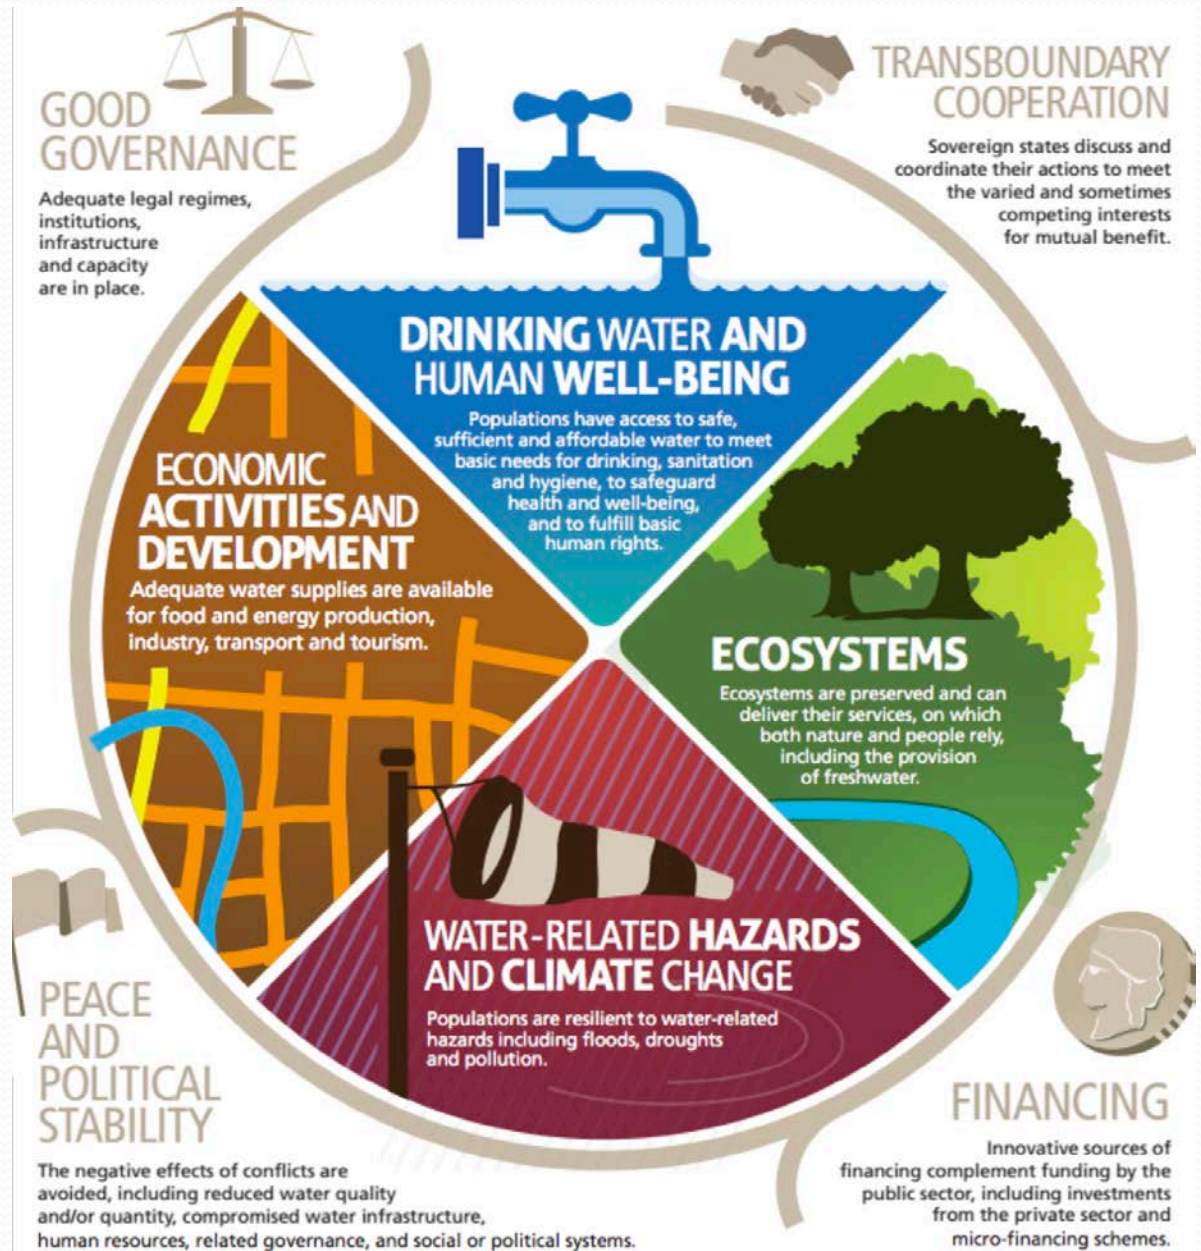 GOOD
GOVERNANCE
Adequate legal regimes,
institutions,
infrastructure
and capacity
are in place.
TRANSBOUNDARY
COOPERATION
Sovereign states discuss and
coordinate their actions to meet
the varied and sometimes
competing interests
for mutual benefit.
DRINKING WATER AND
HUMAN WELL-BEING
Populations have access to safe,
sufficient and affordable water to meet
basic needs for drinking, sanitation
and hygiene, to safeguard
health and well-being,
and to fulfill basic
human rights.
ECONOMIC
ACTIVITIES AND
DEVELOPMENT
Adequate water supplies are available
for food and energy production,
industry, transport and tourism.
ECOSYSTEMS
Ecosystems are preserved and can
deliver their services, on which
both nature and people rely,
including the provision
of freshwater.
WATER-RELATED HAZARDS
AND CLIMATE CHANGE
Populations are resilient to water-related
hazards including floods, droughts
and pollution.
PEACE
AND
POLITICAL
STABILITY
The negative effects of conflicts are
avoided, including reduced water quality
and/or quantity, compromised water infrastructure,
human resources, related governance, and social or political systems.
FINANCING
Innovative sources of
financing complement funding by the
public sector, including investments
from the private sector and
micro-financing schemes.